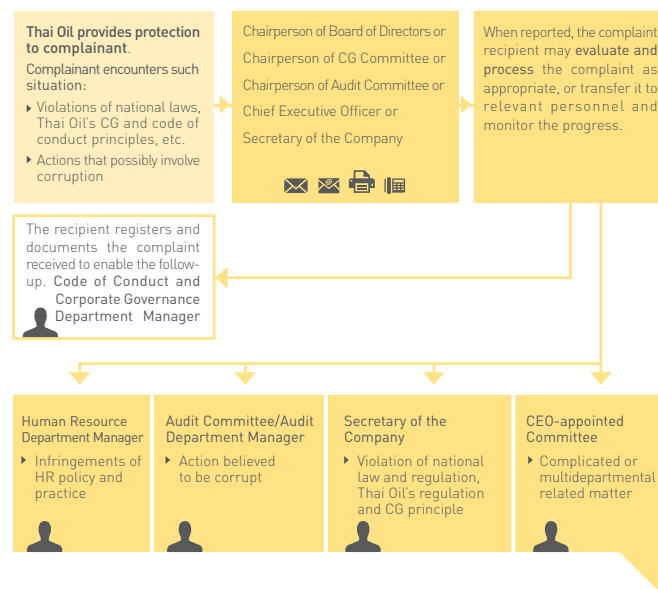 Thai Oil provides protection
to complainant.
Complainant encounters such
situation:
Violations of national laws,
Thai Oil's CG and code of
conduct principles, etc.
Actions that possibly involve
corruption
Chairperson of Board of Directors or
Chairperson of CG Committee or
Chairperson of Audit Committee or
Chief Executive Officer or
Secretary of the Company
When reported, the complaint
recipient may evaluate and
process the complaint as
appropriate, or transfer it to
relevant personnel and
monitor the progress.
The recipient registers and
documents the complaint
received to enable the follow-
up. Code of Conduct and
Corporate Governance
Department Manager
Human Resource
Department Manager
Infringements of
HR policy and
practice
Audit Committee/Audit
Department Manager
Action believed
to be corrupt
Secretary of the
Company
Violation of national
law and regulation,
Thai Oil's regulation
and CG principle
CEO-appointed
Committee
Complicated or
multidepartmental
related matter